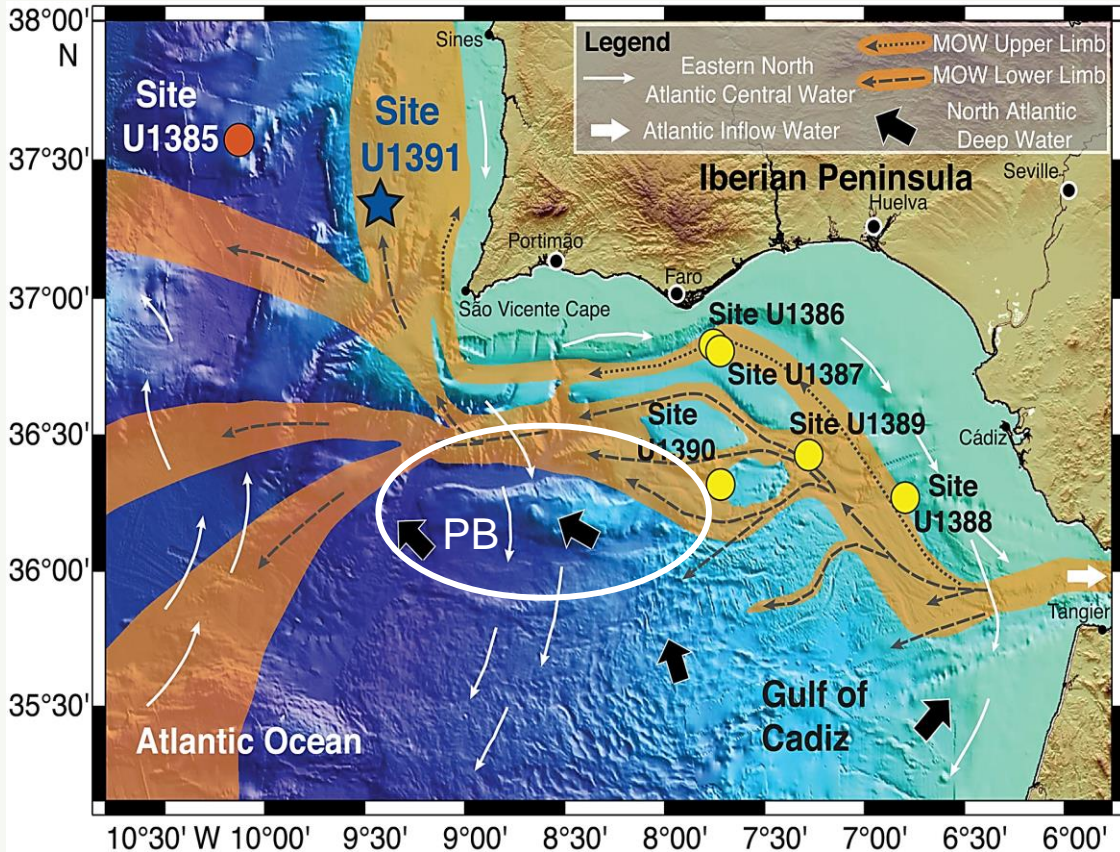 38°00'
N
37°30'
37°00'
36°30'
36°00'
35°30'
10°30' W
10°00'
9°30'
9°00'
8°30'
8°00'
7°30'
7°00'
6°30'
6°00'
Legend
Eastern North
Atlantic Central Water
Atlantic Inflow Water
MOW Upper Limb
MOW Lower Limb
North Atlantic
Deep Water
Sines
Site
U1385
Site
U1391
Iberian Peninsula
Seville
Huelva
Portimão
Faro
São Vicente Cape
Site U1386
Site U1387
Site
U1390
Site U1389
Cádiz
Site
U1388
PB
Tangier
Gulf of
Cadiz
Atlantic Ocean